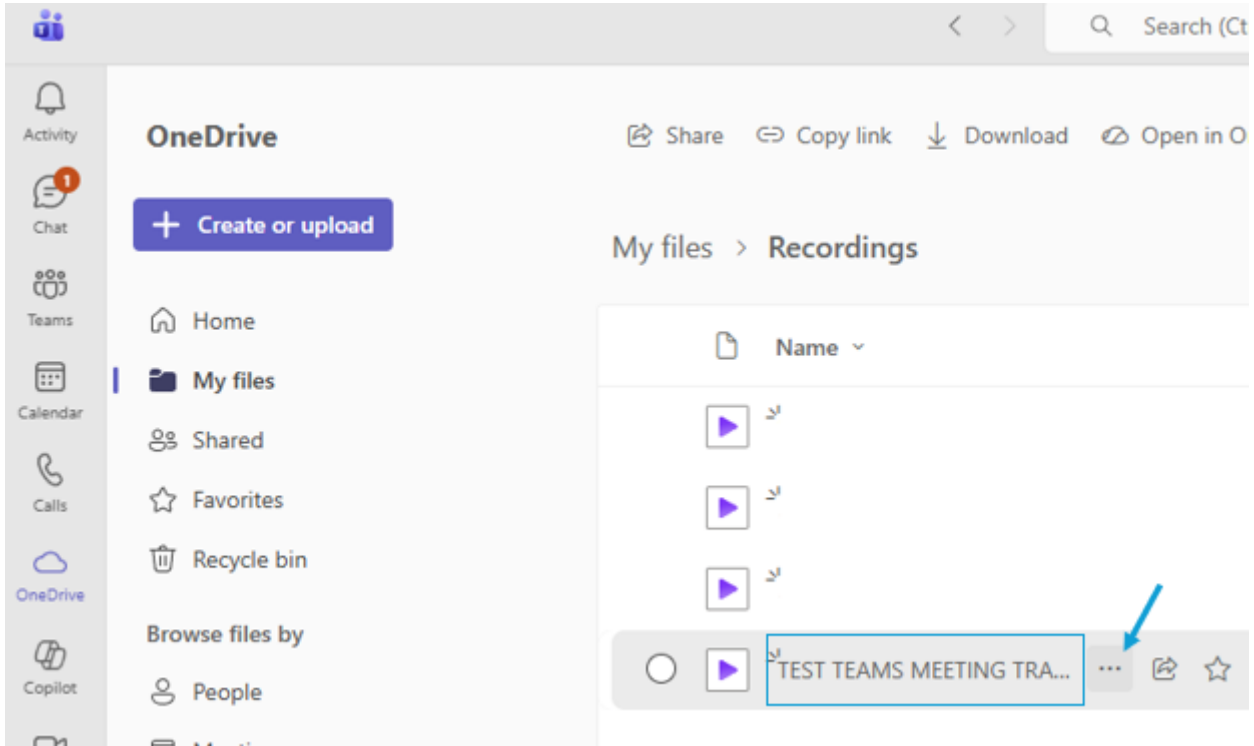 Search (Ct
Activity
Chat
1
Teams
Calendar
Calls
OneDrive
Copilot
OneDrive
Create or upload
Home
My files
Shared
Favorites
Recycle bin
Browse files by
People
Share
Copy link
Download
Open in O
My files > Recordings
Name
TEST TEAMS MEETING TRA...